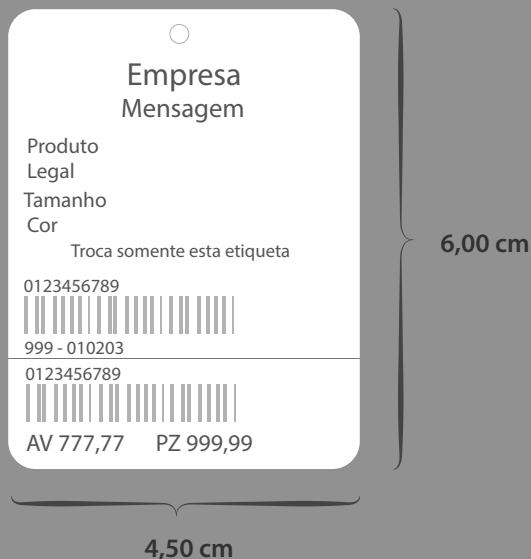 Empresa
Mensagem
Produto
Legal
Tamanho
Cor
Troca somente esta etiqueta
0123456789
999 - 010203
0123456789
AV 777,77 PZ 999,99
6,00 cm
4,50 cm